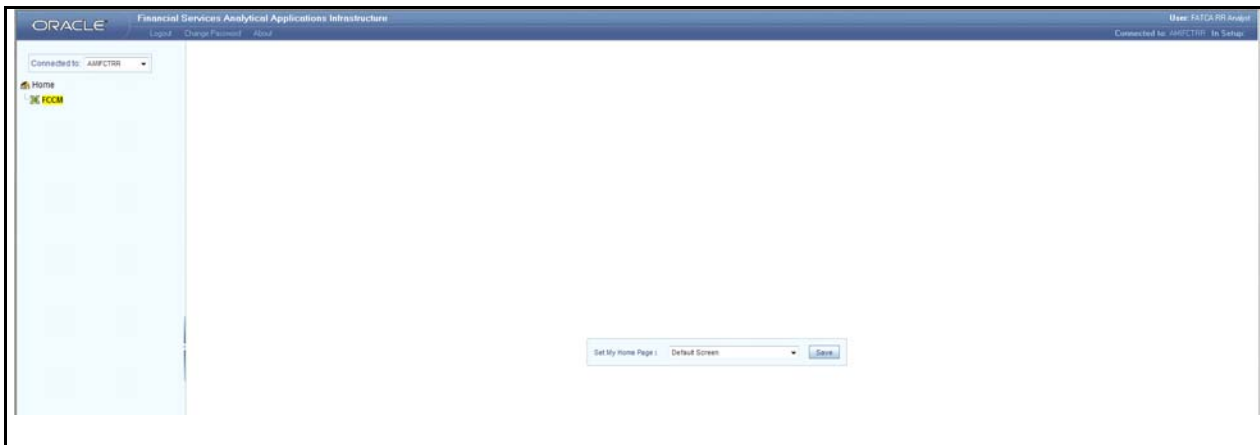 ORACLE
Financial Services Analytical Applications Infrastructure
User: FATCA RR Analyst
Logout Change Password About
Connected to: AMFCTRR In Setup
Connected to: AMFCTRR
Home
FCCM
Set My Home Page : Default Screen Save